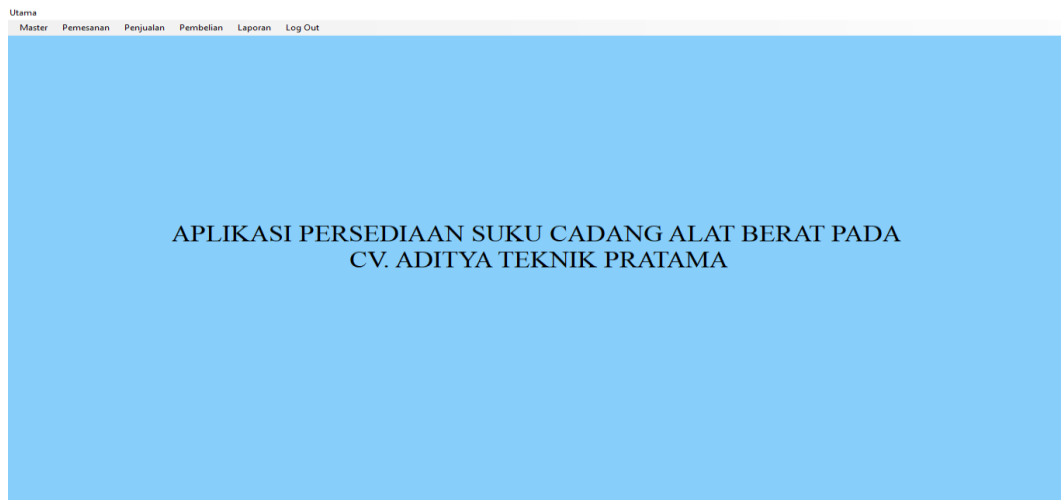 Utama
Master Pemesanan Penjualan Pembelian Laporan Log Out
APLIKASI PERSEDIAAN SUKU CADANG ALAT BERAT PADA
CV. ADITYA TEKNIK PRATAMA